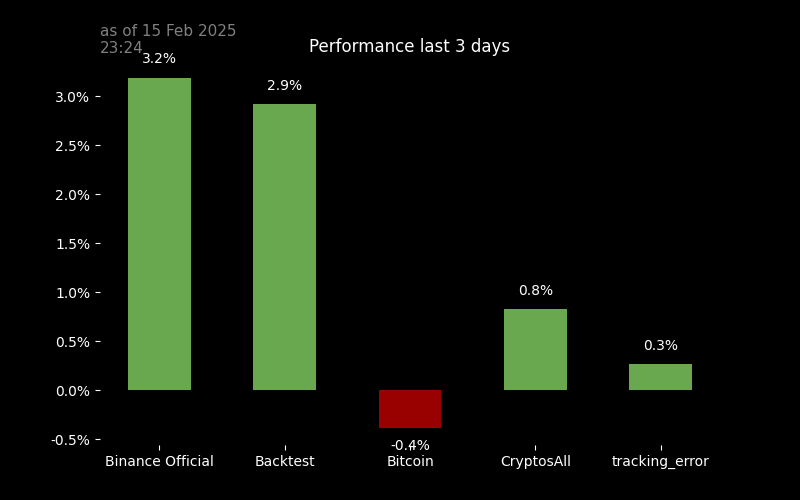 as of 15 Feb 2025
23:24
Performance last 3 days
3.2%
2.9%
-0.4%
0.8%
0.3%
3.0%
2.5%
2.0%
1.5%
1.0%
0.5%
0.0%
-0.5%
Binance Official
Backtest
Bitcoin
CryptosAll
tracking_error